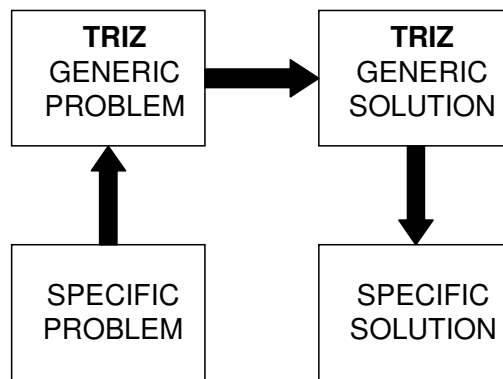 TRIZ
GENERIC
PROBLEM
TRIZ
GENERIC
SOLUTION
SPECIFIC
PROBLEM
SPECIFIC
SOLUTION